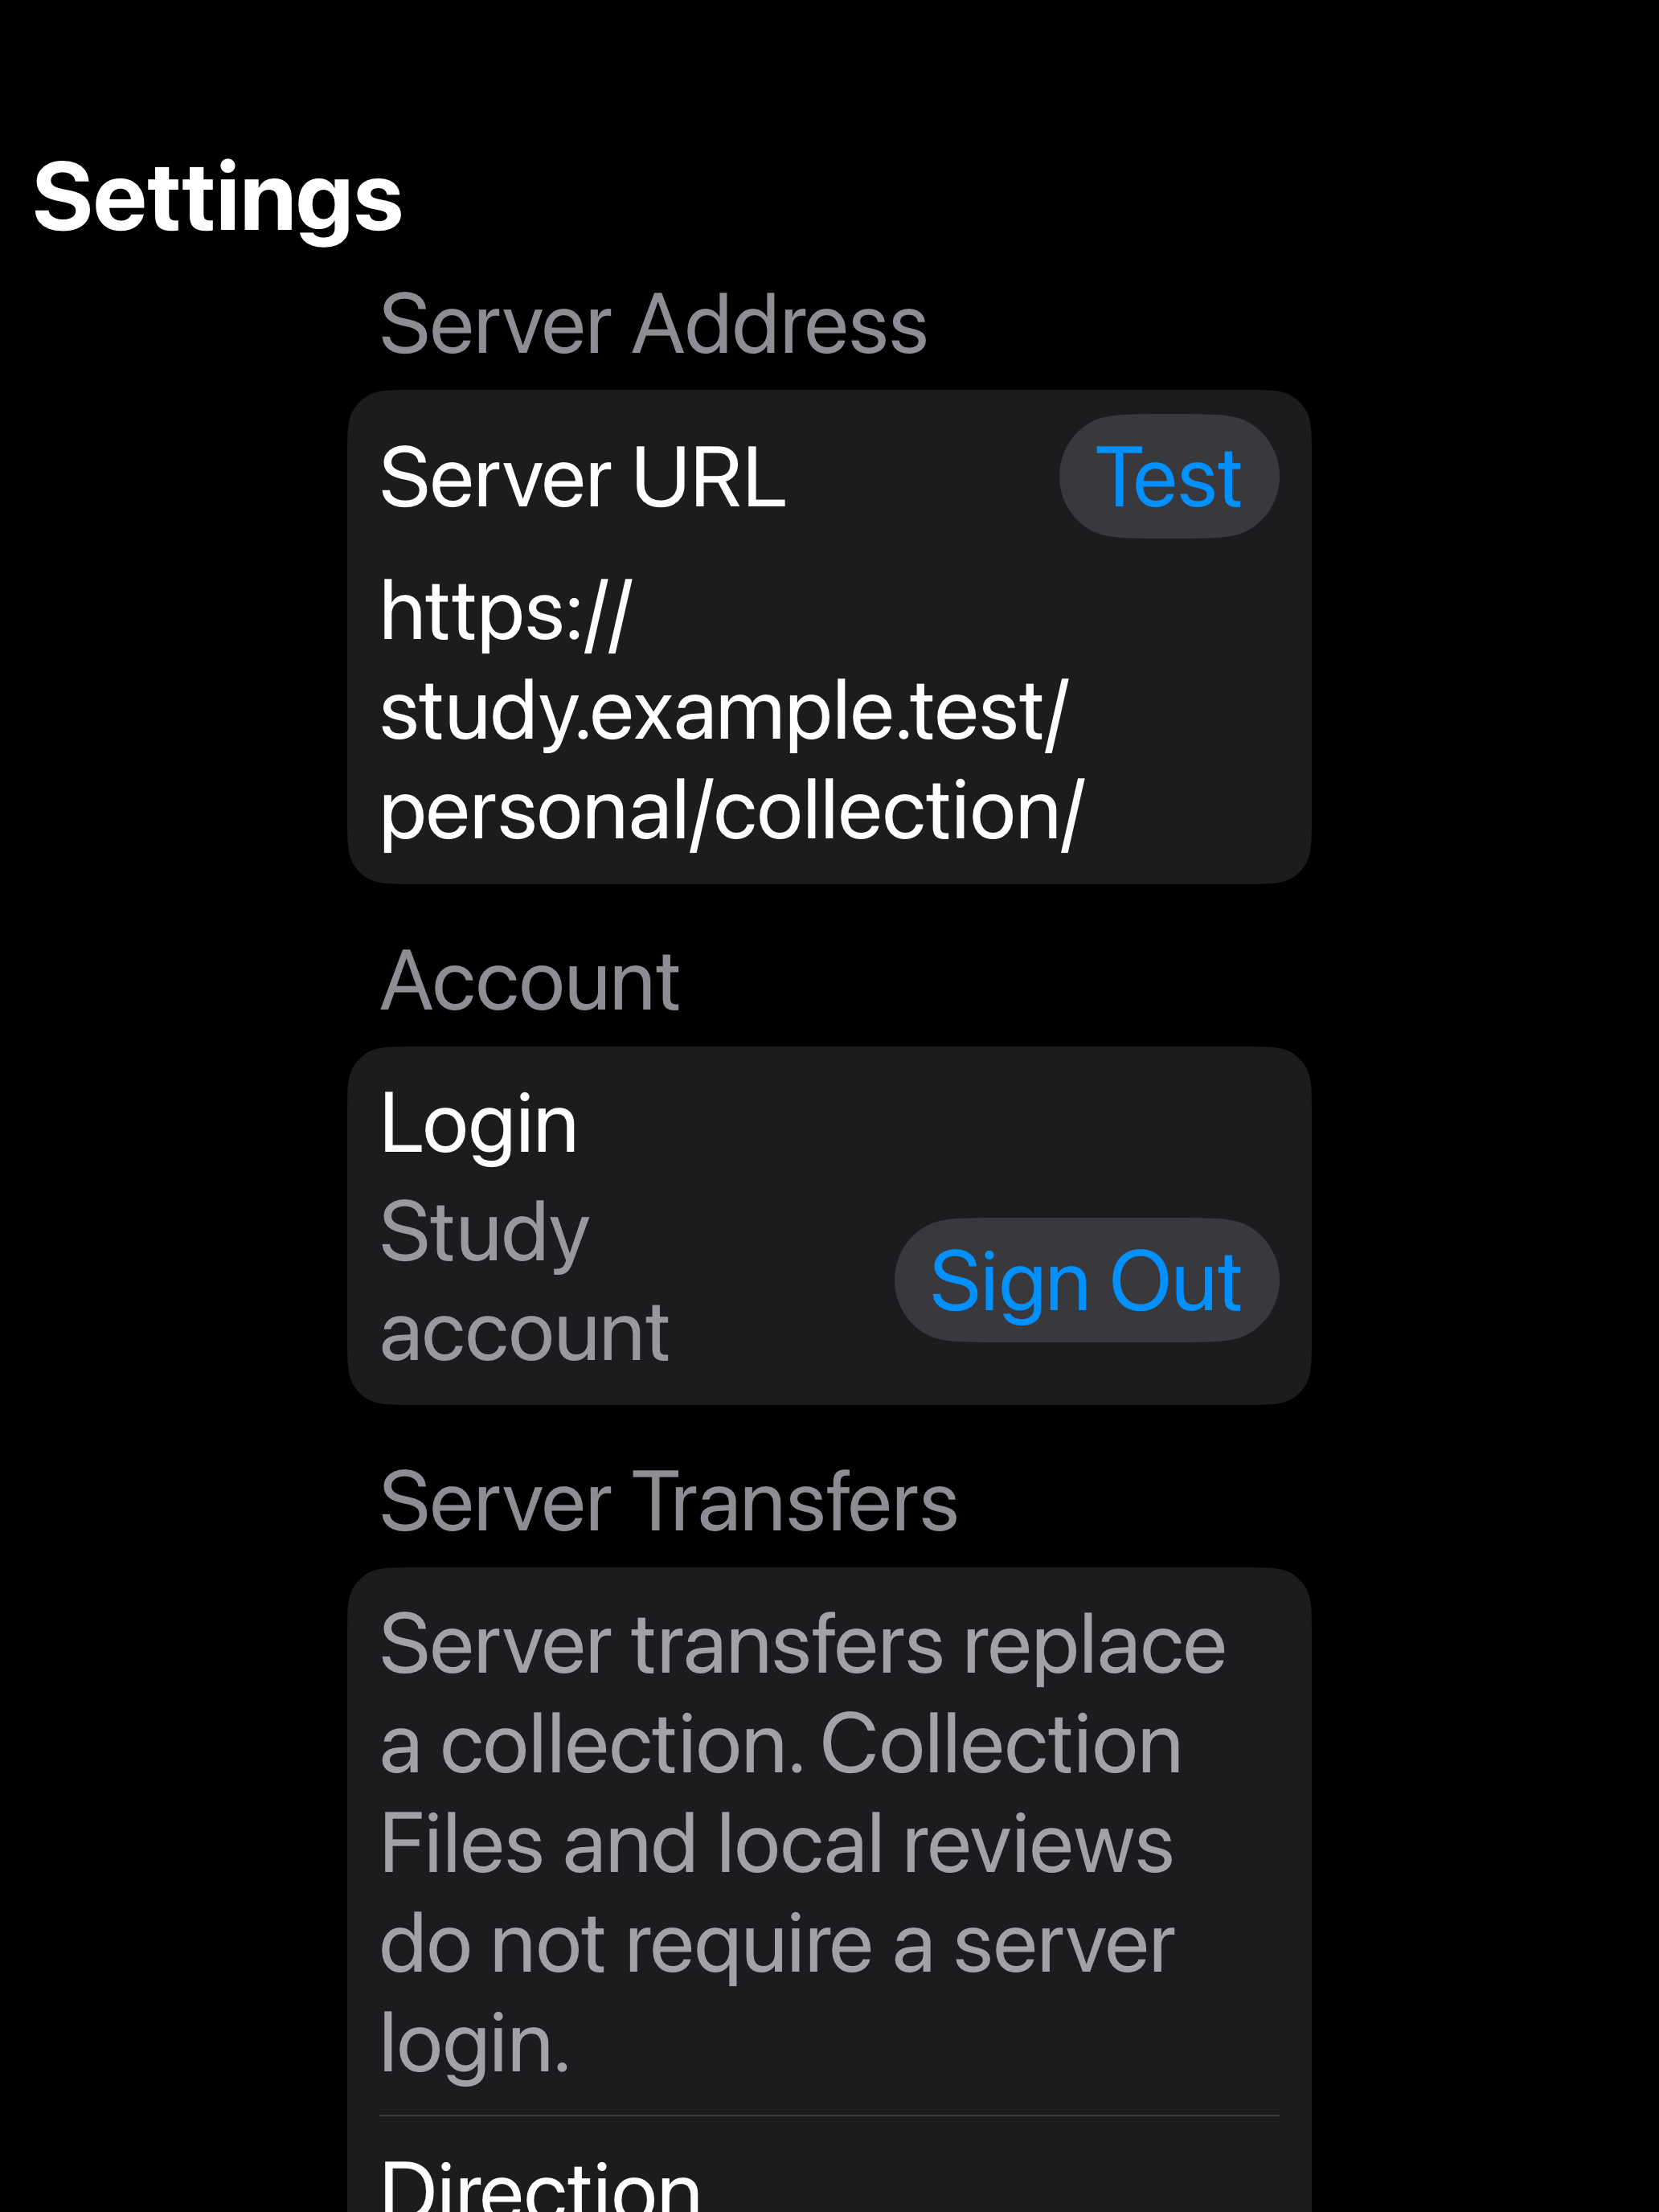 Settings
Server Address
Server URL
Test
https://
study.example.test/
personal/collection/
Account
Login
Study
account
Sign Out
Server Transfers
Server transfers replace
a collection. Collection
Files and local reviews
do not require a server
login.
Direction